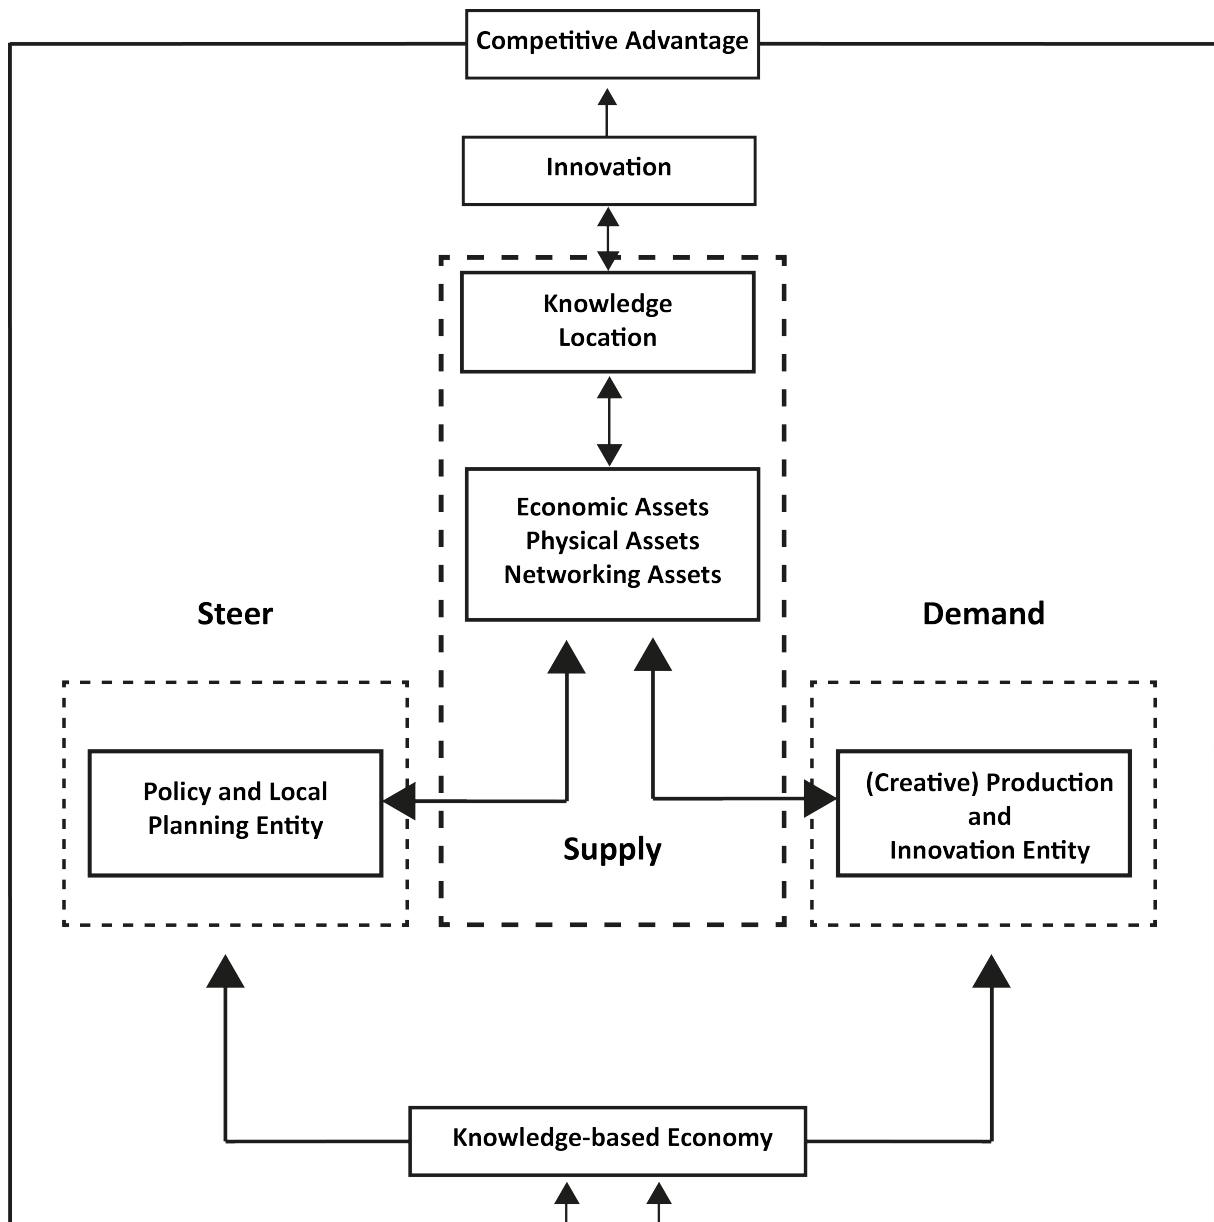 Competitive Advantage
Innovation
Knowledge
Location
Economic Assets
Physical Assets
Networking Assets
Steer
Demand
Policy and Local
Planning Entity
(Creative) Production
and
Innovation Entity
Supply
Knowledge-based Economy